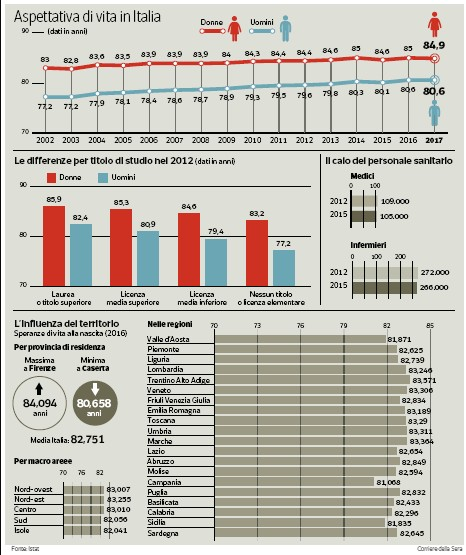 Aspettativa di vita in Italia
(dati in anni)
Donne Uomini
90
80
70
83 82,8 83,6 83,5 83,9 83,9 83,9 84 84,3 84,4 84,4 84,6 85 84,6 85 84,9
77,2 77,2 77,9 78,1 78,4 78,6 78,7 78,9 79,3 79,5 79,6 79,8 80,3 80,1 80,6 80,6
2002 2003 2004 2005 2006 2007 2008 2009 2010 2011 2012 2013 2014 2015 2016 2017
Le differenze per titolo di studio nel 2012 (dati in anni)
Donne Uomini
90
80
70
85,9 82,4 85,3 80,9 84,6 79,4 83,2 77,2
Laurea Licenza Licenza Nessun titolo
o titolo superiore media superiore media inferiore o licenza elementare
Il calo del personale sanitario
Medici
0 100
2012 109.000
2015 105.000
Infermieri
0 100 200
2012 272.000
2015 266.000
L'influenza del territorio
Speranze di vita alla nascita (2016)
Per provincia di residenza
Massima Minima
a Firenze a Caserta
84,094 80,658
anni anni
Media Italia: 82,751
Per macro areee
70 76 82
Nord-ovest 83,007
Nord-est 83,255
Centro 83,010
Sud 82,056
Isole 82,041
Nelle regioni
70 73 76 79 82 85
Valle d'Aosta 81,871
Piemonte 82,625
Liguria 82,739
Lombardia 83,246
Trentino Alto Adige 83,571
Veneto 83,306
Friuli Venezia Giulia 82,834
Emilia Romagna 83,189
Toscana 83,29
Umbria 83,311
Marche 83,364
Lazio 82,654
Abruzzo 82,849
Molise 82,594
Campania 81,068
Puglia 82,832
Basilicata 82,433
Calabria 82,296
Sicilia 81,835
Sardegna 82,645
Fonte: Istat
Corriere della Sera